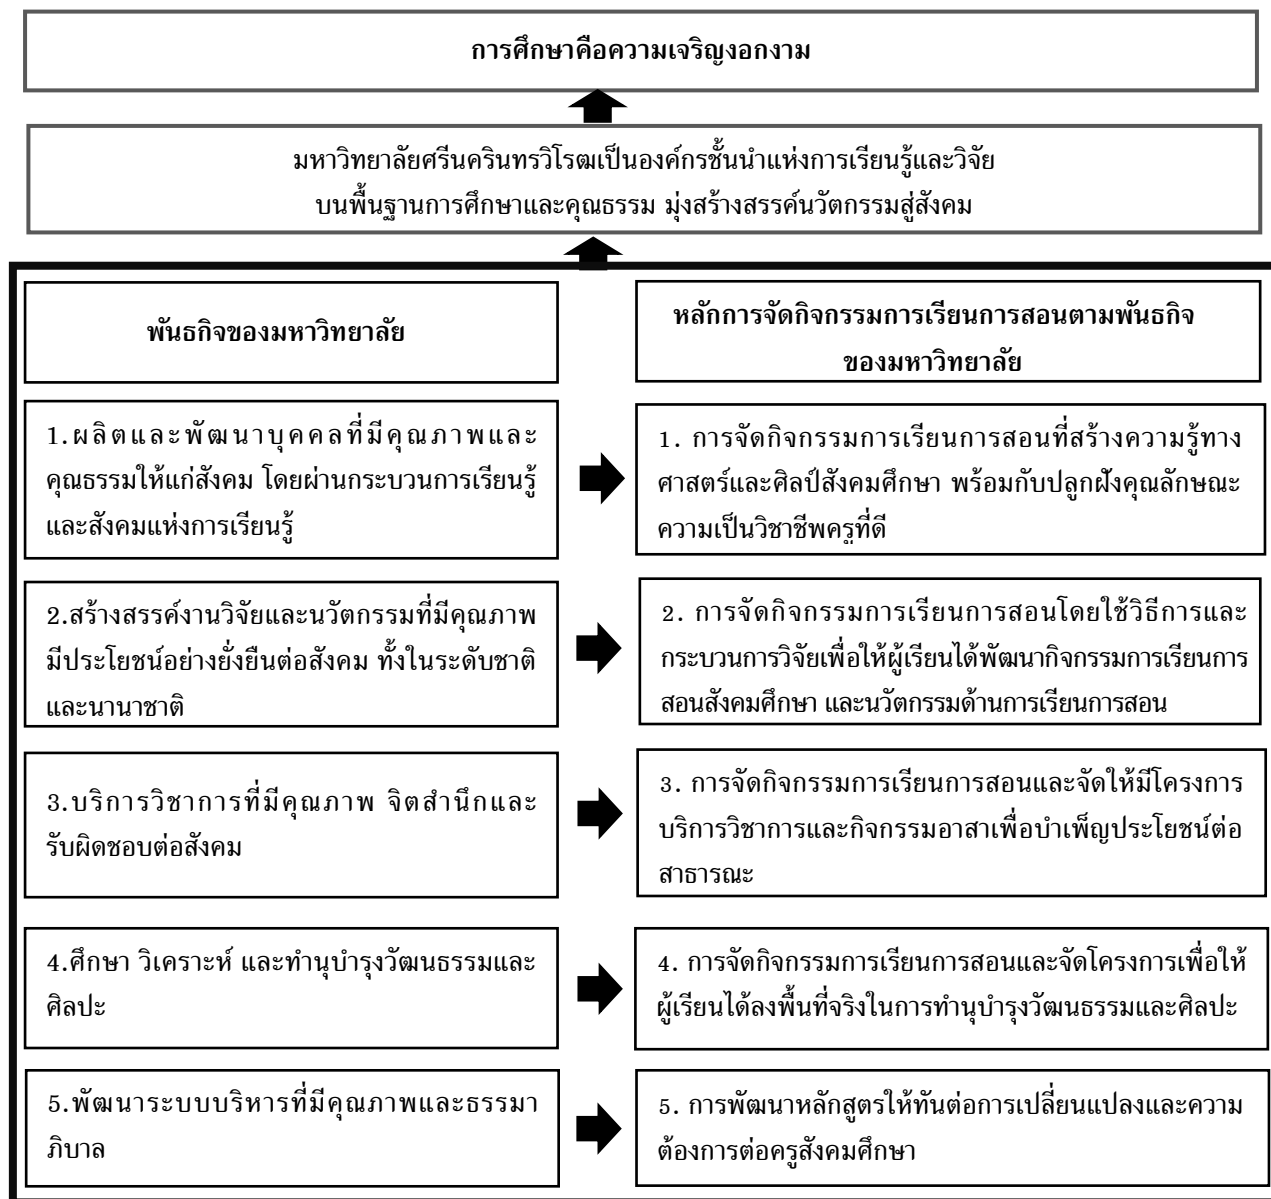 การศึกษาคือความเจริญงอกงาม
มหาวิทยาลัยศรีนครินทรวิโรฒเป็นองค์กรชั้นนำแห่งการเรียนรู้และวิจัย
บนพื้นฐานการศึกษาและคุณธรรม มุ่งสร้างสรรค์นวัตกรรมสู่สังคม
พันธกิจของมหาวิทยาลัย
หลักการจัดกิจกรรมการเรียนการสอนตามพันธกิจ
ของมหาวิทยาลัย
1.ผลิตและพัฒนาบุคคลที่มีคุณภาพและ
คุณธรรมให้แก่สังคม โดยผ่านกระบวนการเรียนรู้
และสังคมแห่งการเรียนรู้
1. การจัดกิจกรรมการเรียนการสอนที่สร้างความรู้ทาง
ศาสตร์และศิลป์สังคมศึกษา พร้อมกับปลูกฝังคุณลักษณะ
ความเป็นวิชาชีพครูที่ดี
2.สร้างสรรค์งานวิจัยและนวัตกรรมที่มีคุณภาพ
มีประโยชน์อย่างยั่งยืนต่อสังคม ทั้งในระดับชาติ
และนานาชาติ
2. การจัดกิจกรรมการเรียนการสอนโดยใช้วิธีการและ
กระบวนการวิจัยเพื่อให้ผู้เรียนได้พัฒนากิจกรรมการเรียนการ
สอนสังคมศึกษา และนวัตกรรมด้านการเรียนการสอน
3.บริการวิชาการที่มีคุณภาพ จิตสำนึกและ
รับผิดชอบต่อสังคม
3. การจัดกิจกรรมการเรียนการสอนและจัดให้มีโครงการ
บริการวิชาการและกิจกรรมอาสาเพื่อบำเพ็ญประโยชน์ต่อ
สาธารณะ
4.ศึกษา วิเคราะห์ และทำนุบำรุงวัฒนธรรมและ
ศิลปะ
4. การจัดกิจกรรมการเรียนการสอนและจัดโครงการเพื่อให้
ผู้เรียนได้ลงพื้นที่จริงในการทำนุบำรุงวัฒนธรรมและศิลปะ
5.พัฒนาระบบบริหารที่มีคุณภาพและธรรมา
ภิบาล
5. การพัฒนาหลักสูตรให้ทันต่อการเปลี่ยนแปลงและความ
ต้องการต่อครูสังคมศึกษา